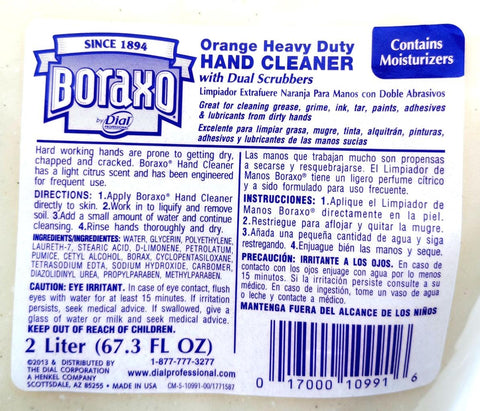 SINCE 1894
Boraxo
by Dial
PROFESSIONAL
Orange Heavy Duty
HAND CLEANER
with Dual Scrubbers
Contains
Moisturizers
Limpiador Extrafuere Naranja Para Manos con Doble Abrasivos
Great for cleaning grease, grime, ink, tar, paints, adhesives
& lubricants from dirty hands
Excelente para limpiar grasa, mugre, tinta, alquitrán, pinturas,
adhesivos y lubricantes de las manos sucias
Hard working hands are prone to getting dry,
chapped and cracked. Boraxo® Hand Cleaner
has a light citrus scent and has been engineered
for frequent use.
DIRECTIONS: 1.Apply Boraxo® Hand Cleaner
directly to skin. 2.Work in to liquify and remove
soil. 3.Add a small amount of water and continue
cleansing. 4.Rinse hands thoroughly and dry.
INGREDIENTS/INGREDIENTES: WATER, GLYCERIN, POLYETHYLENE,
LAURETH-7, STEARIC ACID, D-LIMONENE, PETROLATUM,
PUMICE, CETYL ALCOHOL, BORAX, CYCLOPENTASILOXANE,
TETRASODIUM EDTA, SODIUM HYDROXIDE, CARBOMER,
DIAZOLIDINYL UREA, PROPYLPARABEN, METHYLPARABEN.
CAUTION: EYE IRRITANT. In case of eye contact, flush
eyes with water for at least 15 minutes. If irritation
persists, seek medical advice. If swallowed, give a
glass of water or milk and seek medical advice.
KEEP OUT OF REACH OF CHILDREN.
2 Liter (67.3 FL OZ)
©2013 & DISTRIBUTED BY
THE DIAL CORPORATION
A HENKEL COMPANY
SCOTTSDALE, AZ 85255 • MADE IN USA
1-877-777-3277
www.dialprofessional.com
CM-5-10991-00/1771587
Las manos que trabajan mucho son propensas
a secarse y resquebrajarse. El Limpiador de
Manos Boraxo® tiene un ligero perfume cítrico
y a sido formulado para uso frecuente.
INSTRUCCIONES: 1.Aplique el Limpiador de
Manos Boraxo® directamente en la piel.
2.Restriegue para aflojar y quitar la mugre.
3.Añada una pequeña cantidad de agua y siga
restregando. 4.Enjuague bién las manos y seque.
PRECAUCIÓN: IRRITANTE A LOS OJOS. En caso de
contacto con los ojos enjuage con agua por lo menos
15 minutos. Si la irritación persiste consulte a su
médico. En caso de ingestión, tome un vaso de agua
o leche y contacte a médico.
MANTENGA FUERA DEL ALCANCE DE LOS NIÑOS
0 17000 10991 6